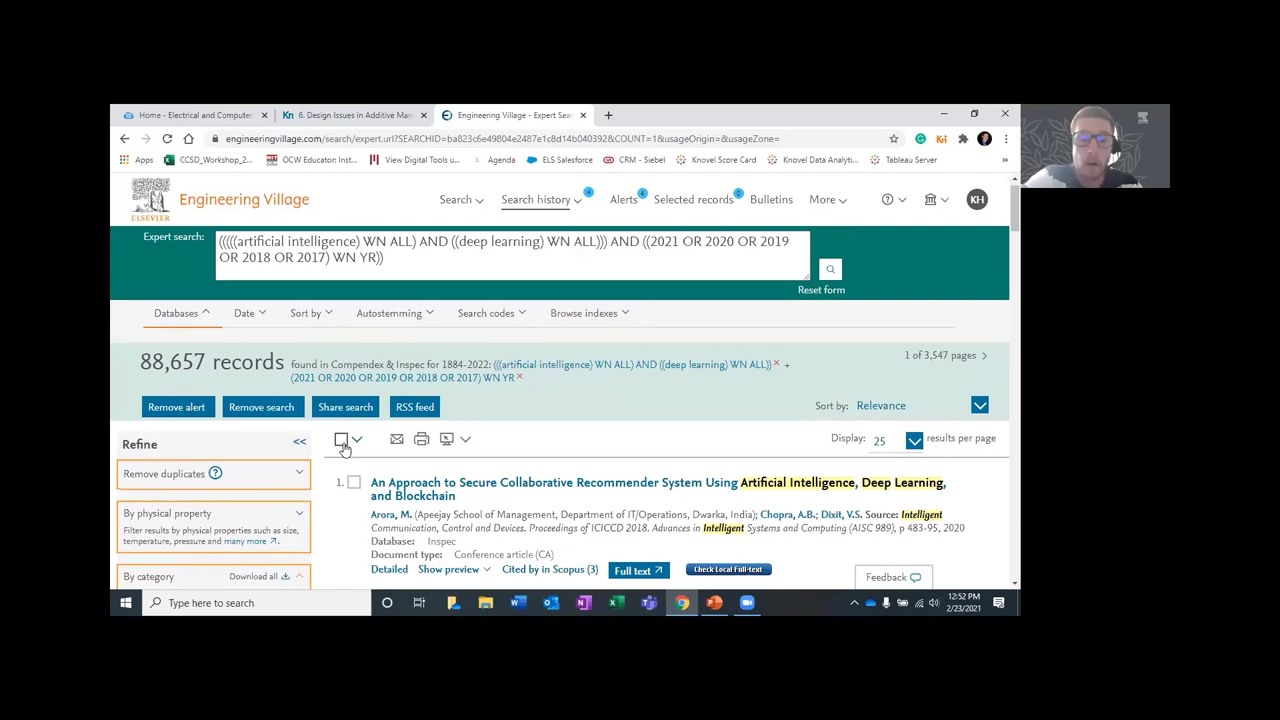 Home - Electrical and Compute
6. Design Issues in Additive Man
Engineering Village - Expert Sea
engineeringvillage.com/search/expert.url?SEARCHID=ba823c6e49804e2487e1c8d14b040392&COUNT=1&usageOrigin=&usageZone=
Apps
CCSD_Workshop_2...
OCW Educator: Inst...
View Digital Tools u...
Agenda
ELS Salesforce
CRM - Siebel
Knovel Score Card
Knovel Data Analyti...
Tableau Server
»
ELSEVIER
Engineering Village
Search
Search history
4
Alerts
4
Selected records
0
Bulletins
More
KH
Expert search:
(((((artificial intelligence) WN ALL) AND ((deep learning) WN ALL))) AND ((2021 OR 2020 OR 2019
OR 2018 OR 2017) WN YR))
Reset form
Databases
Date
Sort by
Autostemming
Search codes
Browse indexes
88,657 records
found in Compendex & Inspec for 1884-2022: (((artificial intelligence) WN ALL) AND ((deep learning) WN ALL)) +
(2021 OR 2020 OR 2019 OR 2018 OR 2017) WN YR
1 of 3,547 pages
Remove alert
Remove search
Share search
RSS feed
Sort by:
Relevance
Refine
<<
Display:
25
results per page
Remove duplicates
By physical property
Filter results by physical properties such as size,
temperature, pressure and many more
By category
Download all
1.
An Approach to Secure Collaborative Recommender System Using Artificial Intelligence, Deep Learning,
and Blockchain
Arora, M. (Apeejay School of Management, Department of IT/Operations, Dwarka, India); Chopra, A.B.; Dixit, V.S. Source: Intelligent
Communication, Control and Devices. Proceedings of ICICCD 2018. Advances in Intelligent Systems and Computing (AISC 989), p 483-95, 2020
Database: Inspec
Document type: Conference article (CA)
Detailed
Show preview
Cited by in Scopus (3)
Full text
Check Local Full-text
Feedback
Type here to search
12:52 PM
2/23/2021